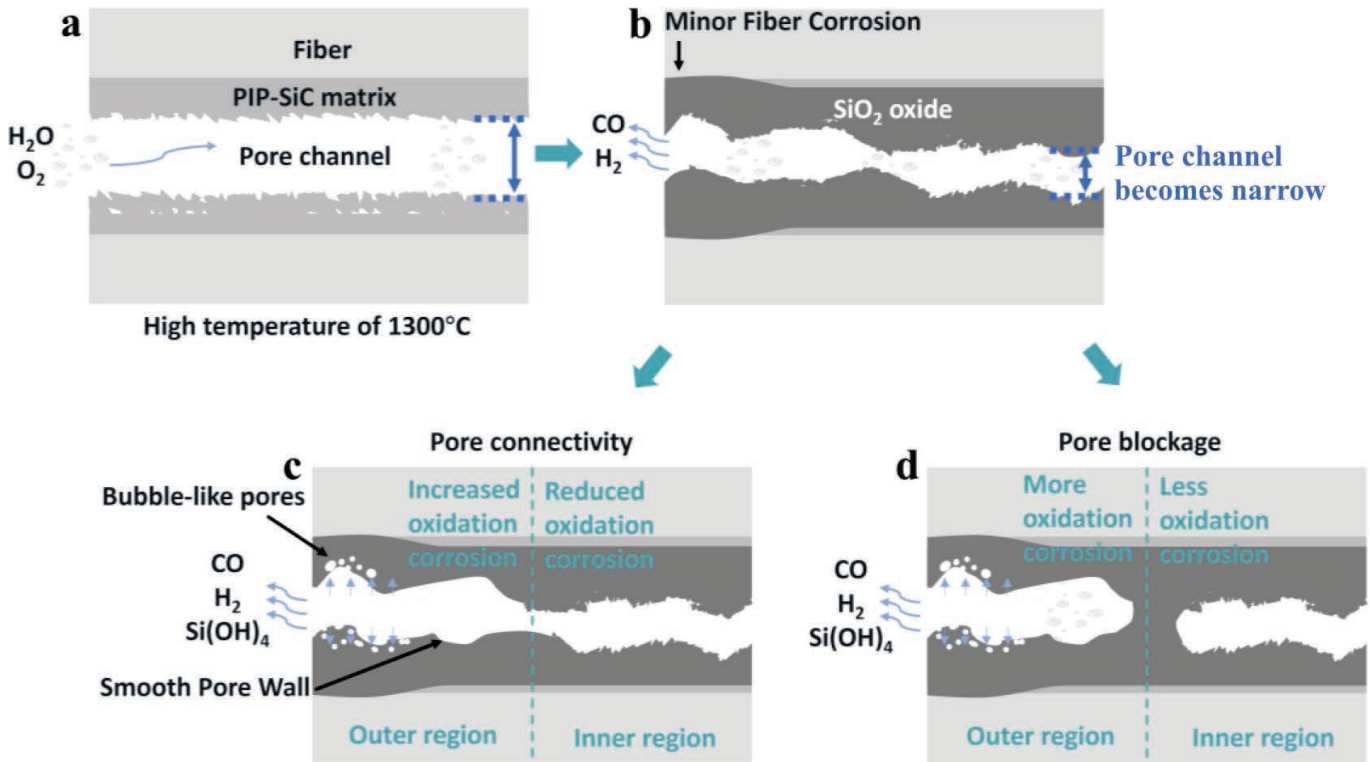 a
Fiber
PIP-SiC matrix
H₂O
O₂
Pore channel
High temperature of 1300°C
b
Minor Fiber Corrosion
SiO₂ oxide
CO
H₂
Pore channel
becomes narrow
Pore connectivity
c
Bubble-like pores
Increased
oxidation
corrosion
Reduced
oxidation
corrosion
CO
H₂
Si(OH)₄
Smooth Pore Wall
Outer region
Inner region
Pore blockage
d
More
oxidation
corrosion
Less
oxidation
corrosion
CO
H₂
Si(OH)₄
Outer region
Inner region